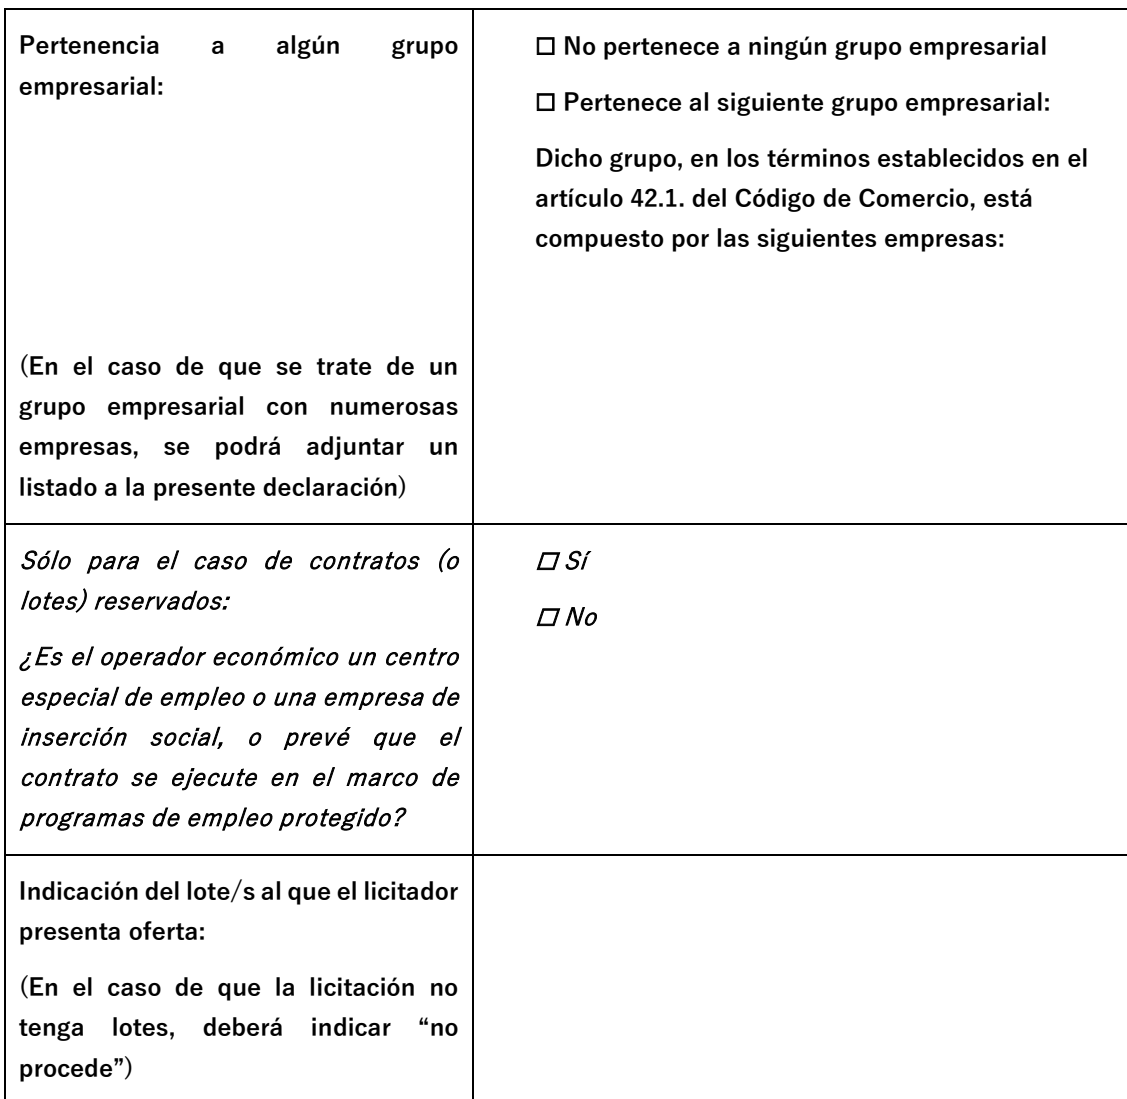 Pertenencia a algún grupo
empresarial:
(En el caso de que se trate de un
grupo empresarial con numerosas
empresas, se podrá adjuntar un
listado a la presente declaración)
☐ No pertenece a ningún grupo empresarial
☐ Pertenece al siguiente grupo empresarial:
Dicho grupo, en los términos establecidos en el
artículo 42.1. del Código de Comercio, está
compuesto por las siguientes empresas:
Sólo para el caso de contratos (o
lotes) reservados:
¿Es el operador económico un centro
especial de empleo o una empresa de
inserción social, o prevé que el
contrato se ejecute en el marco de
programas de empleo protegido?
☐ Sí
☐ No
Indicación del lote/s al que el licitador
presenta oferta:
(En el caso de que la licitación no
tenga lotes, deberá indicar “no
procede”)